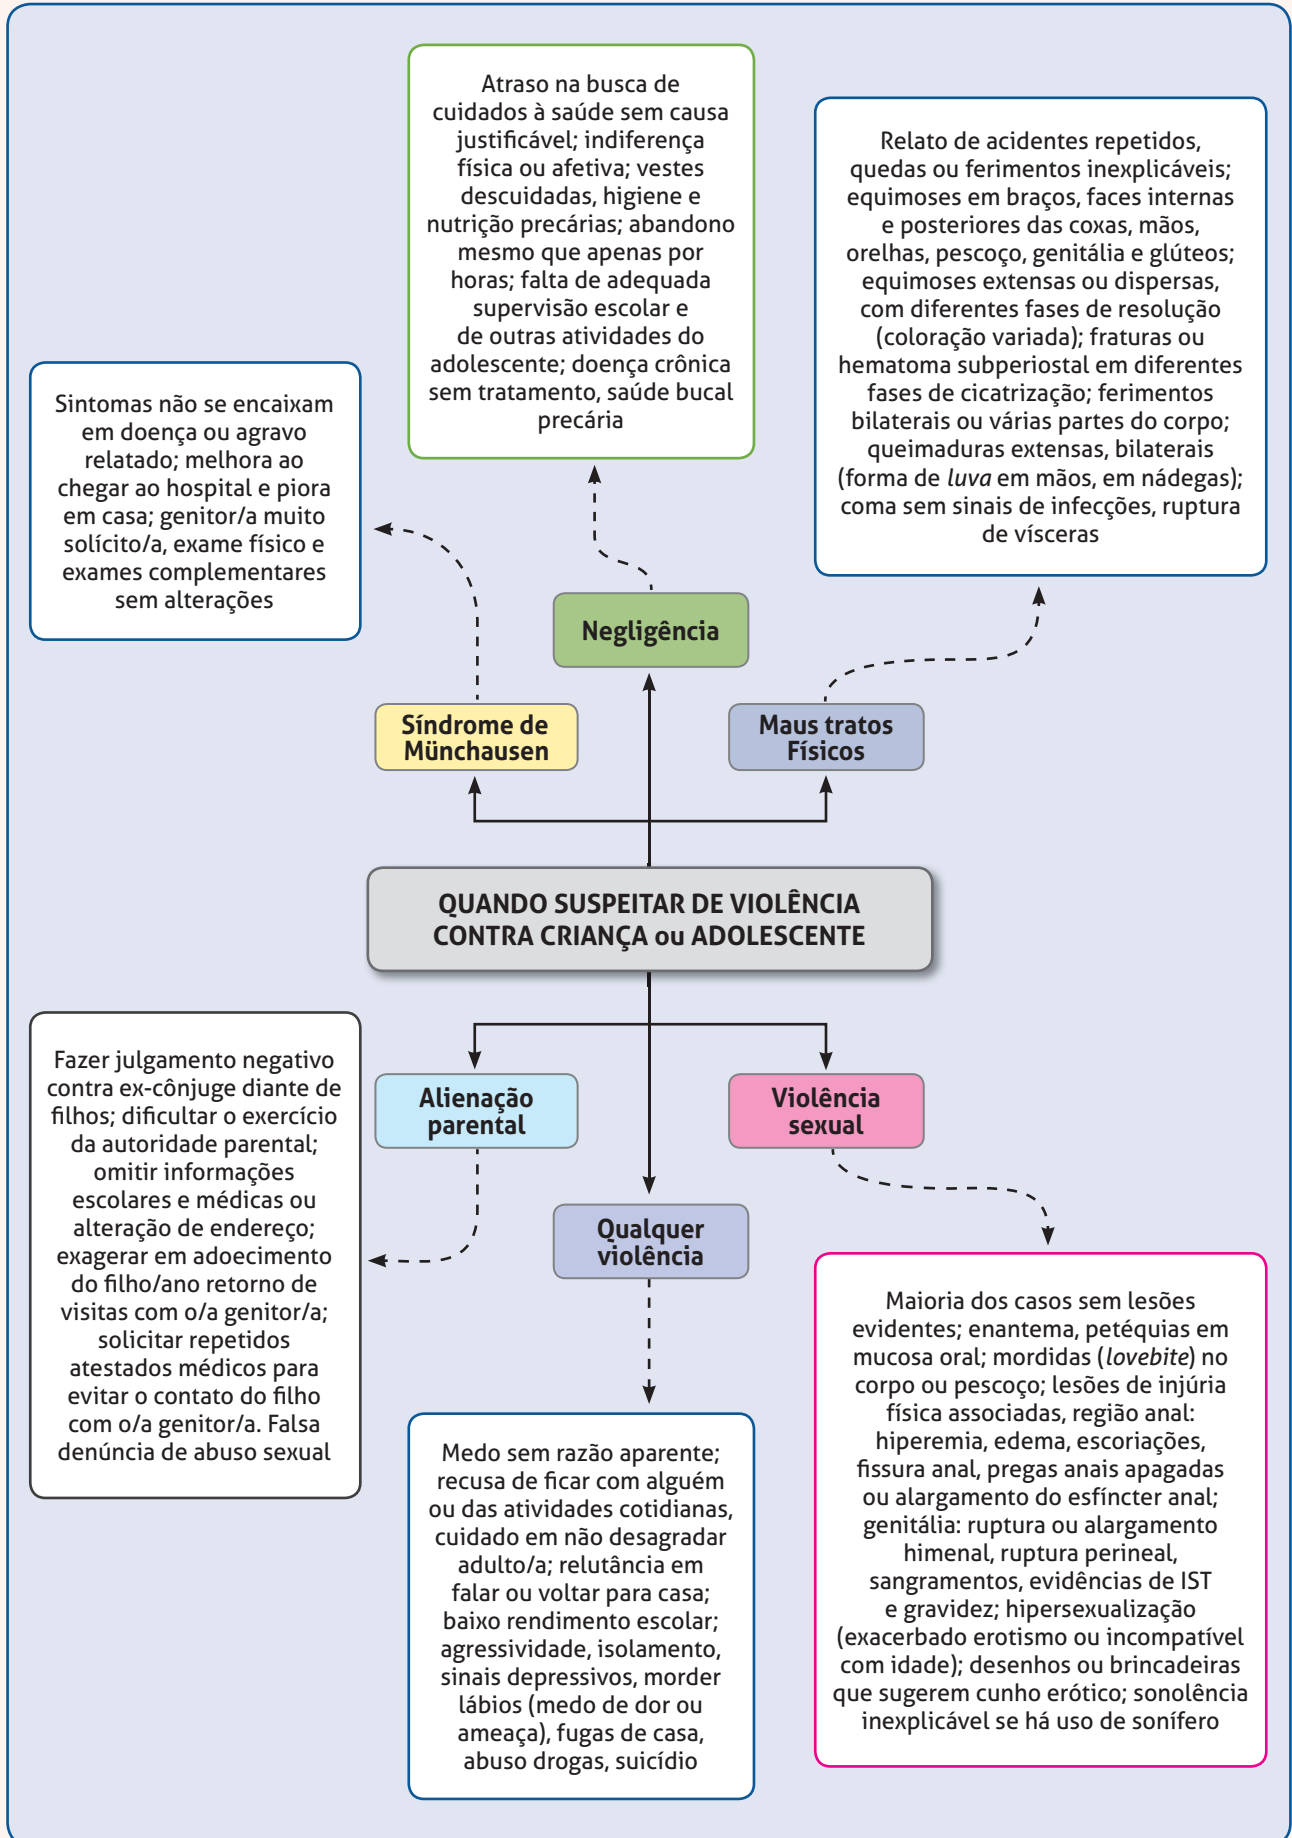 Atraso na busca de
cuidados à saúde sem causa
justificável; indiferença
física ou afetiva; vestes
descuidadas, higiene e
nutrição precárias; abandono
mesmo que apenas por
horas; falta de adequada
supervisão escolar e
de outras atividades do
adolescente; doença crônica
sem tratamento, saúde bucal
precária
Relato de acidentes repetidos,
quedas ou ferimentos inexplicáveis;
equimoses em braços, faces internas
e posteriores das coxas, mãos,
orelhas, pescoço, genitália e glúteos;
equimoses extensas ou dispersas,
com diferentes fases de resolução
(coloração variada); fraturas ou
hematoma subperiostal em diferentes
fases de cicatrização; ferimentos
bilaterais ou várias partes do corpo;
queimaduras extensas, bilaterais
(forma de luva em mãos, em nádegas);
coma sem sinais de infecções, ruptura
de vísceras
Sintomas não se encaixam
em doença ou agravo
relatado; melhora ao
chegar ao hospital e piora
em casa; genitor/a muito
solícito/a, exame físico e
exames complementares
sem alterações
Negligência
Síndrome de
Münchausen
Maus tratos
Físicos
QUANDO SUSPEITAR DE VIOLÊNCIA
CONTRA CRIANÇA ou ADOLESCENTE
Alienação
parental
Violência
sexual
Qualquer
violência
Fazer julgamento negativo
contra ex-cônjuge diante de
filhos; dificultar o exercício
da autoridade parental;
omitir informações
escolares e médicas ou
alteração de endereço;
exagerar em adoecimento
do filho/ano retorno de
visitas com o/a genitor/a;
solicitar repetidos
atestados médicos para
evitar o contato do filho
com o/a genitor/a. Falsa
denúncia de abuso sexual
Medo sem razão aparente;
recusa de ficar com alguém
ou das atividades cotidianas,
cuidado em não desagradar
adulto/a; relutância em
falar ou voltar para casa;
baixo rendimento escolar;
agressividade, isolamento,
sinais depressivos, morder
lábios (medo de dor ou
ameaça), fugas de casa,
abuso drogas, suicídio
Maioria dos casos sem lesões
evidentes; enantema, petéquias em
mucosa oral; mordidas (lovebite) no
corpo ou pescoço; lesões de injúria
física associadas, região anal:
hiperemia, edema, escoriações,
fissura anal, pregas anais apagadas
ou alargamento do esfíncter anal;
genitália: ruptura ou alargamento
himenal, ruptura perineal,
sangramentos, evidências de IST
e gravidez; hipersexualização
(exacerbado erotismo ou incompatível
com idade); desenhos ou brincadeiras
que sugerem cunho erótico; sonolência
inexplicável se há uso de sonífero